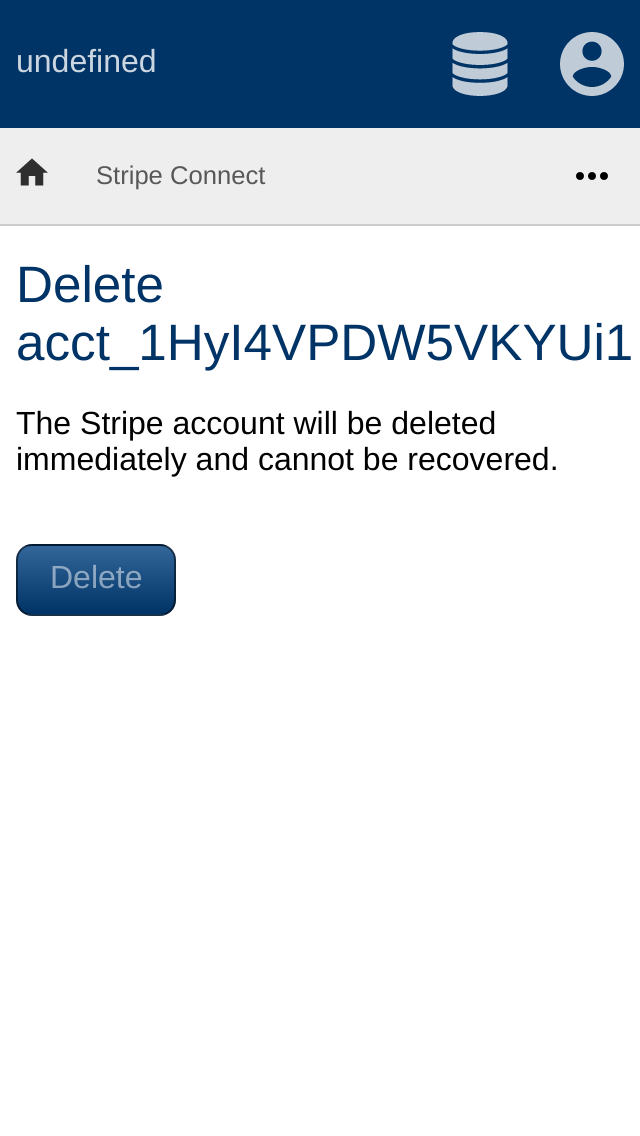 undefined
Stripe Connect
Delete
acct_1HyI4VPDW5VKYUi1
The Stripe account will be deleted
immediately and cannot be recovered.
Delete